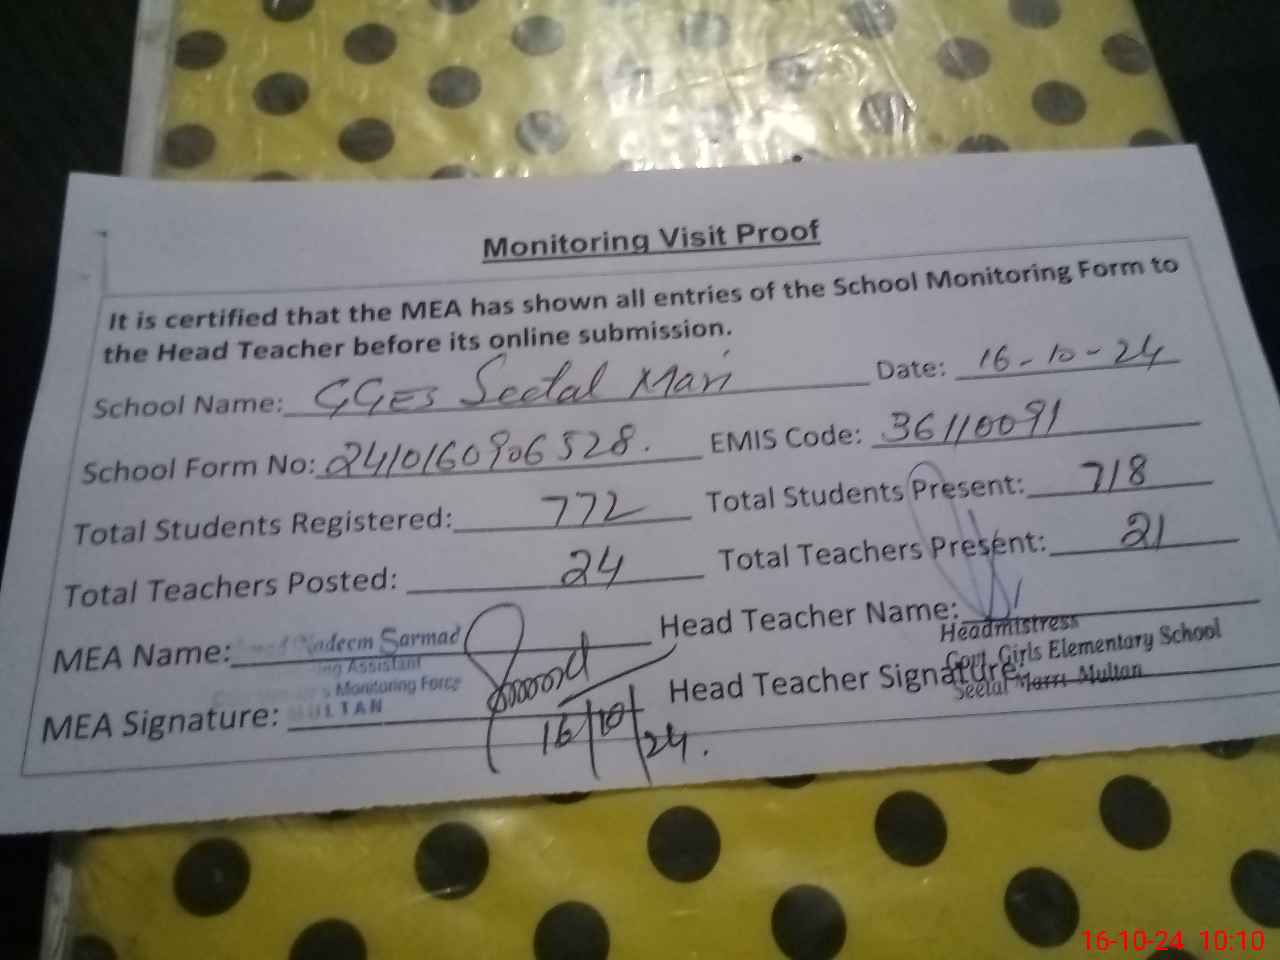 Monitoring Visit Proof
It is certified that the MEA has shown all entries of the School Monitoring Form to
the Head Teacher before its online submission.
School Name: GGES Seetal Mari Date: 16-10-24
School Form No: 2410160906528. EMIS Code: 36110091
Total Students Registered: 772 Total Students Present: 718
Total Teachers Posted: 24 Total Teachers Present: 21
MEA Name: Nadeem Sarmad Head Teacher Name:
Assistant Headmistress
Monitoring Force Govt. Girls Elementary School
MEA Signature: MULTAN Head Teacher Signature:
Seetal Marri Multan
16/10/24.
16-10-24 10:10